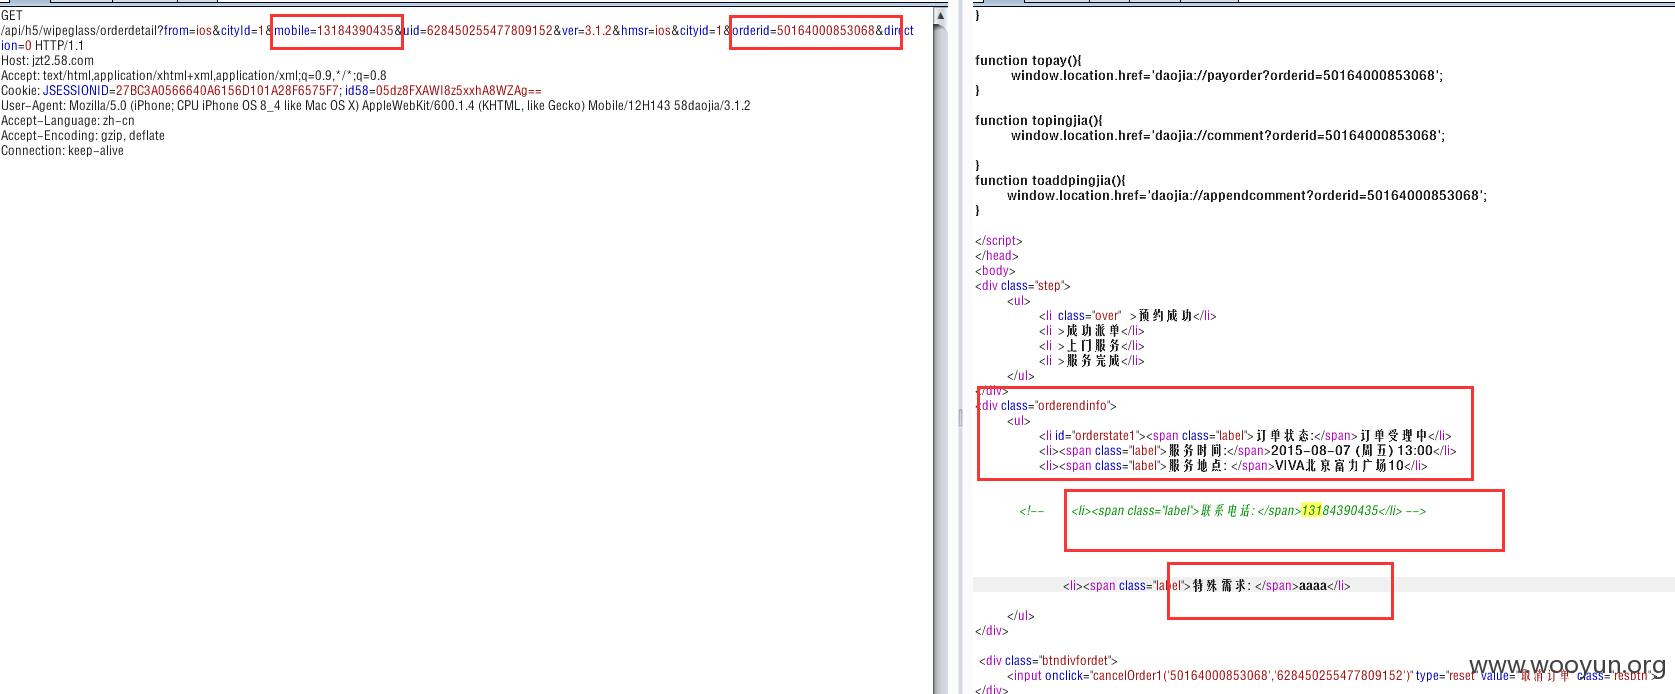 GET
/api/h5/wipeglass/orderdetail?from=ios&cityId=1&mobile=13184390435&uid=628450255477809152&ver=3.1.2&hmsr=ios&cityid=1&orderid=50164000853068&direct
ion=0 HTTP/1.1
Host: jzt2.58.com
Accept: text/html,application/xhtml+xml,application/xml;q=0.9,*/*;q=0.8
Cookie: JSESSIONID=27BC3A0566640A6156D101A28F6575F7; id58=05dz8FXAWI8z5xxhA8WZAg==
User-Agent: Mozilla/5.0 (iPhone; CPU iPhone OS 8_4 like Mac OS X) AppleWebKit/600.1.4 (KHTML, like Gecko) Mobile/12H143 58daojia/3.1.2
Accept-Language: zh-cn
Accept-Encoding: gzip, deflate
Connection: keep-alive
}
function topay(){
window.location.href='daojia://payorder?orderid=50164000853068';
}
function topingjia(){
window.location.href='daojia://comment?orderid=50164000853068';
}
function toaddpingjia(){
window.location.href='daojia://appendcomment?orderid=50164000853068';
}
</script>
</head>
<body>
<div class="step">
<ul>
<li class="over" >预约成功</li>
<li >成功派单</li>
<li >上门服务</li>
<li >服务完成</li>
</ul>
</div>
<div class="orderendinfo">
<ul>
<li id="orderstate1"><span class="label">订单状态:</span>订单受理中</li>
<li><span class="label">服务时间:</span>2015-08-07 (周五) 13:00</li>
<li><span class="label">服务地点: </span>VIVA北京富力广场10</li>
<!-- <li><span class="label">联系电话: </span>13184390435</li> -->
<li><span class="label">特殊需求: </span>aaaa</li>
</ul>
</div>
<div class="btndivfordet">
<input onclick="cancelOrder1('50164000853068','628450255477809152')" type="reset" value="取消订单" class="resbtn">
</div>
www.wooyun.org